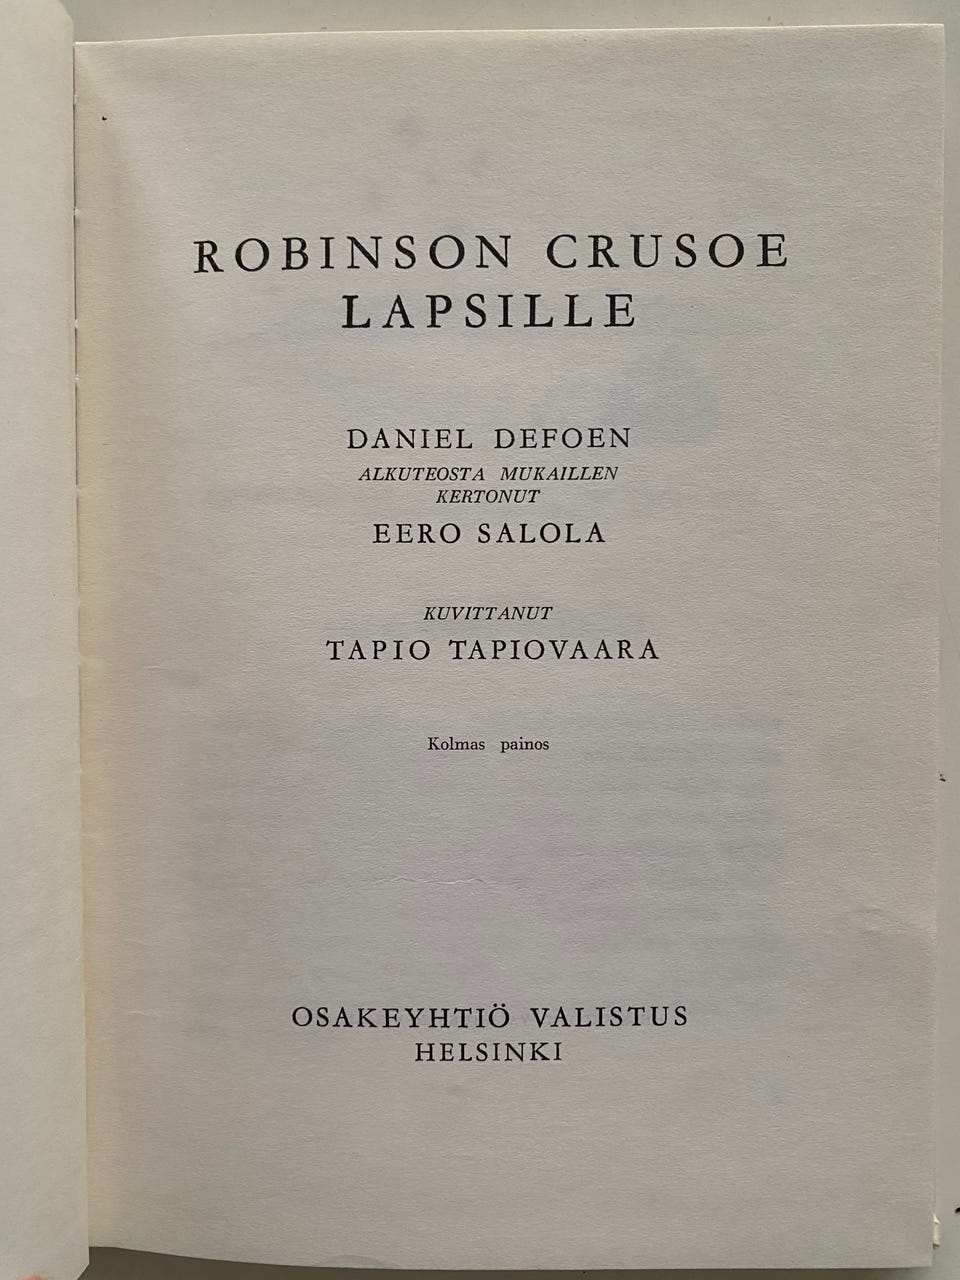 ROBINSON CRUSOE
LAPSILLE
DANIEL DEFOEN
ALKUTEOSTA MUKAILLEN
KERTONUT
EERO SALOLA
KUVITTANUT
TAPIO TAPIOVAARA
Kolmas painos
OSAKEYHTIÖ VALISTUS
HELSINKI